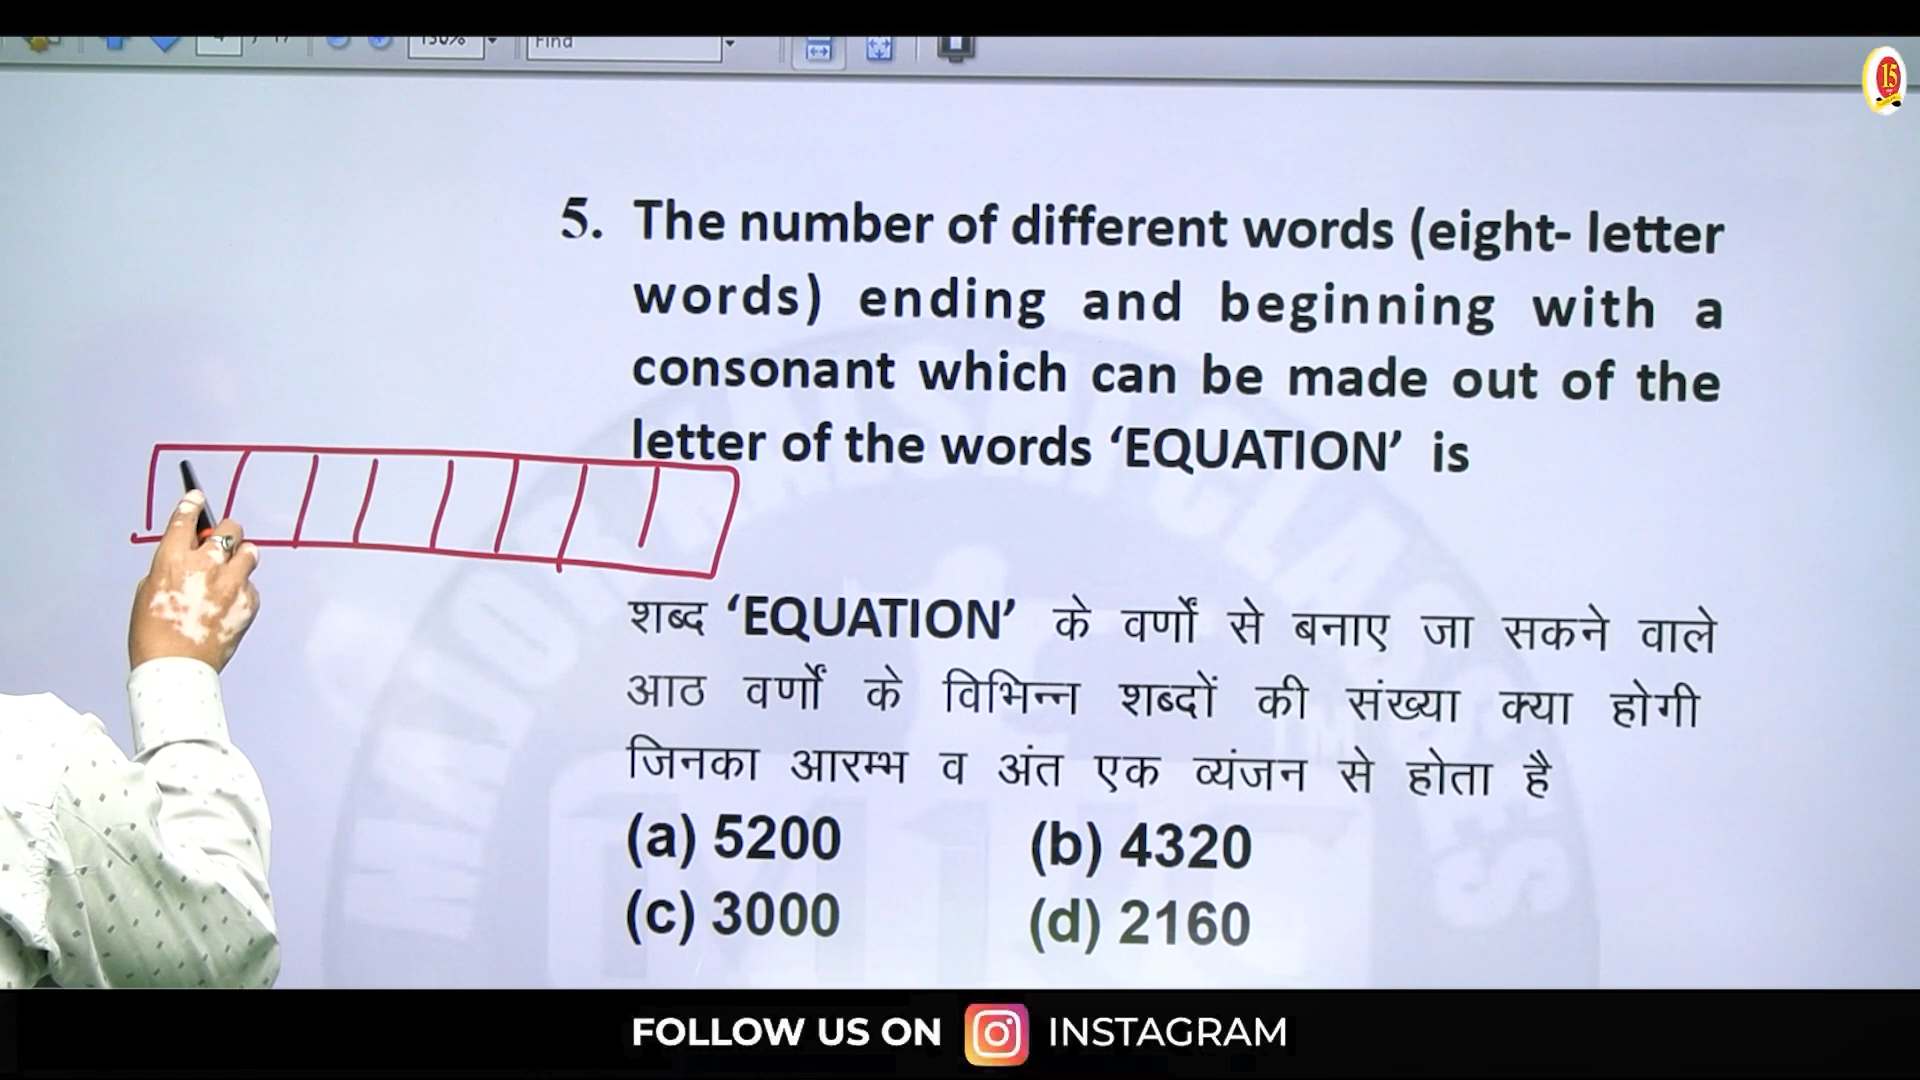 150%
Find
15
5. The number of different words (eight- letter
words) ending and beginning with a
consonant which can be made out of the
letter of the words ‘EQUATION’ is
शब्द ‘EQUATION’ के वर्णों से बनाए जा सकने वाले
आठ वर्णों के विभिन्न शब्दों की संख्या क्या होगी
जिनका आरम्भ व अंत एक व्यंजन से होता है
(a) 5200 (b) 4320
(c) 3000 (d) 2160
FOLLOW US ON INSTAGRAM